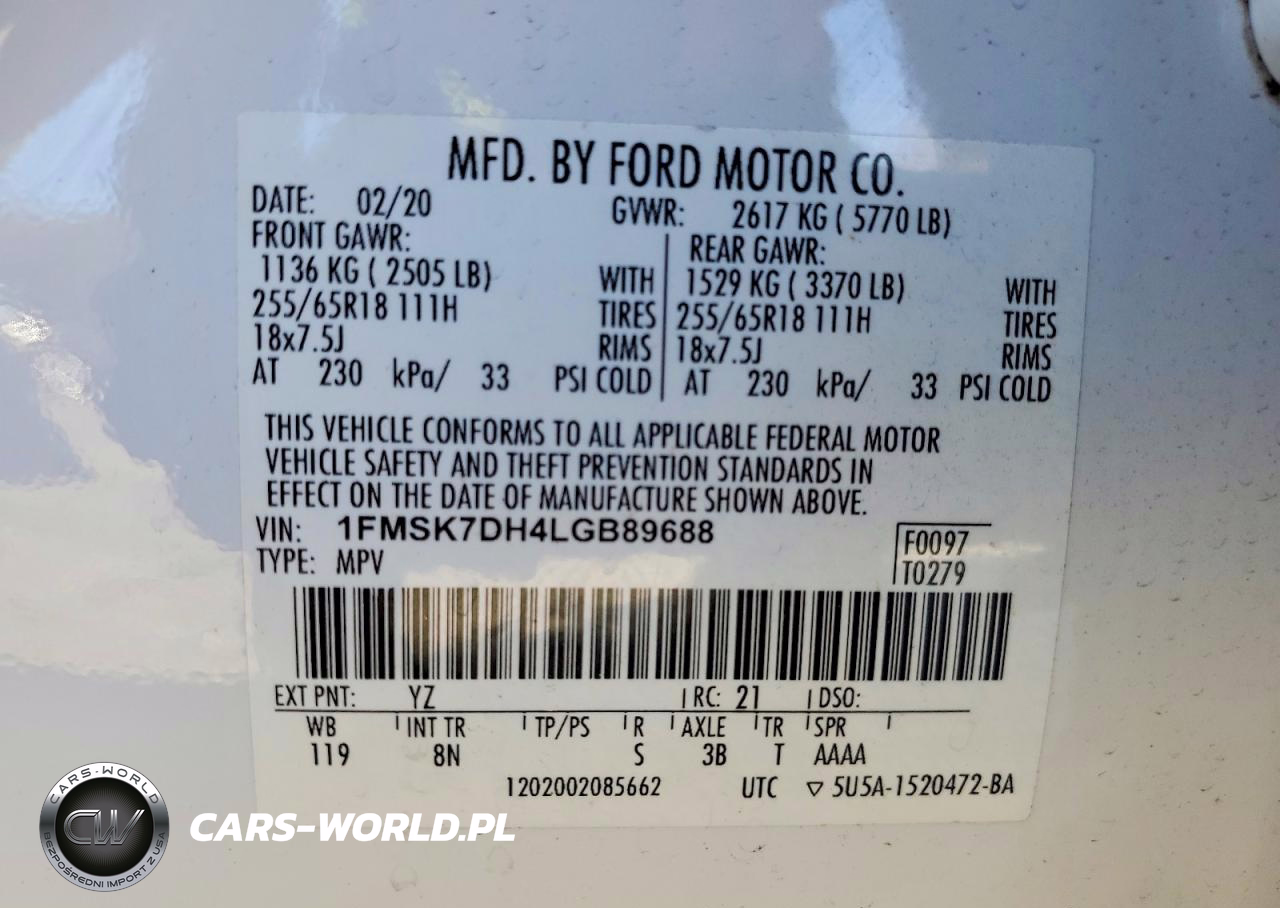 MFD. BY FORD MOTOR CO.
DATE: 02/20 GVWR: 2617 KG ( 5770 LB)
FRONT GAWR: REAR GAWR:
1136 KG ( 2505 LB) WITH 1529 KG ( 3370 LB) WITH
255/65R18 111H TIRES 255/65R18 111H TIRES
18x7.5J RIMS 18x7.5J RIMS
AT 230 kPa/ 33 PSI COLD AT 230 kPa/ 33 PSI COLD
THIS VEHICLE CONFORMS TO ALL APPLICABLE FEDERAL MOTOR
VEHICLE SAFETY AND THEFT PREVENTION STANDARDS IN
EFFECT ON THE DATE OF MANUFACTURE SHOWN ABOVE.
VIN: 1FMSK7DH4LGB89688
F0097
TYPE: MPV
T0279
EXT PNT: YZ RC: 21 DSO:
WB INT TR TP/PS R AXLE TR SPR
119 8N S 3B T AAAA
1202002085662 UTC ▽ 5U5A-1520472-BA
CARS-WORLD
CW
BEZPOŚREDNI IMPORT Z USA
CARS-WORLD.PL